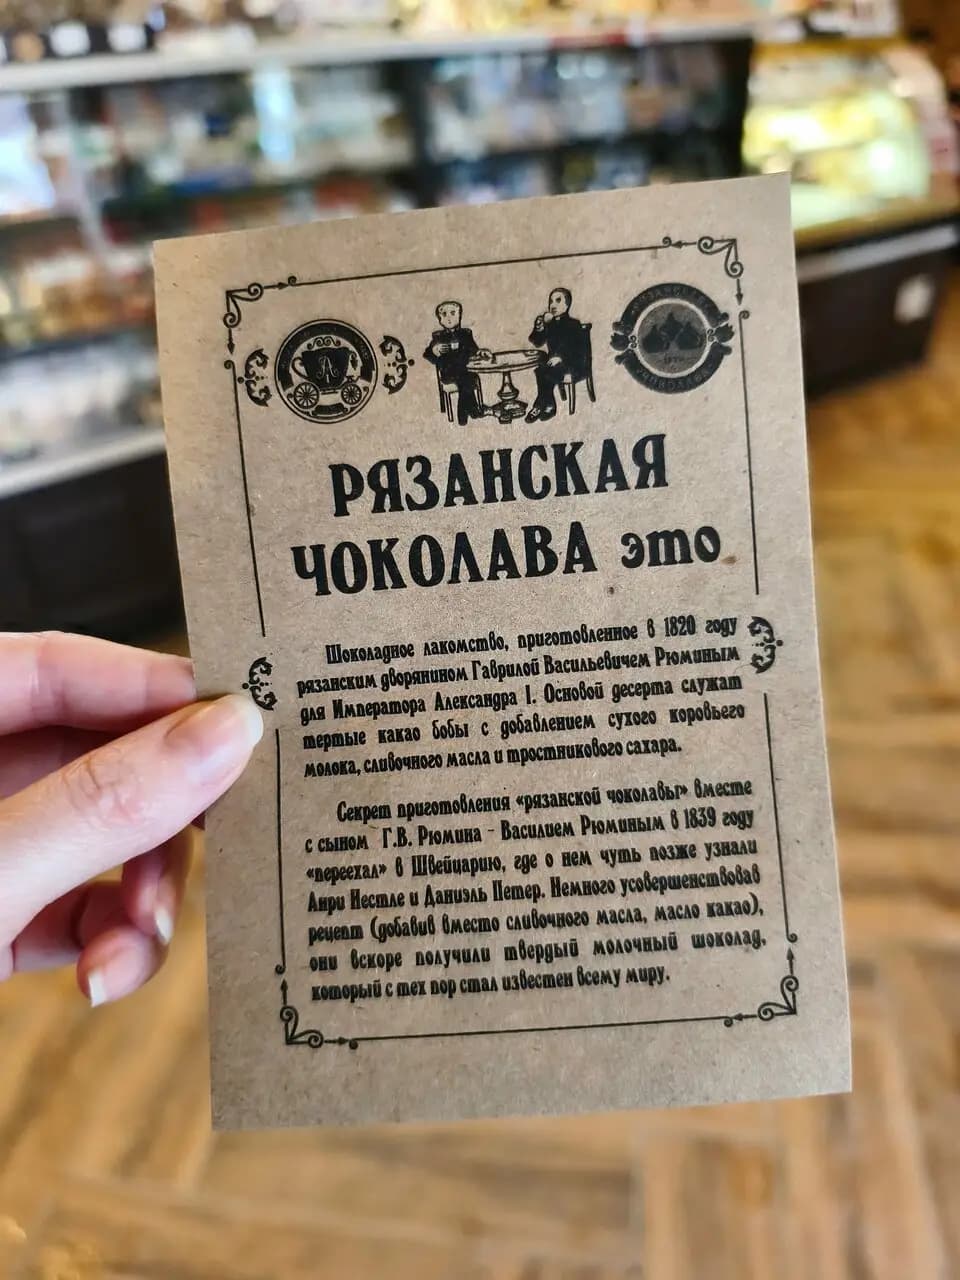 РЯЗАНСКАЯ
ЧОКОЛАВА это
Шоколадное лакомство, приготовленное в 1820 году
рязанским дворянином Гаврилой Васильевичем Рюминым
для Императора Александра I. Основой десерта служат
тертые какао бобы с добавлением сухого коровьего
молока, сливочного масла и тростникового сахара.
Секрет приготовления «рязанской чоколавы» вместе
с сыном Г.В. Рюмина - Василием Рюминым в 1839 году
«переехал» в Швейцарию, где о нем чуть позже узнали
Анри Нестле и Даниэль Петер. Немного усовершенствовав
рецепт (добавив вместо сливочного масла, масло какао),
они вскоре получили твердый молочный шоколад,
который с тех пор стал известен всему миру.